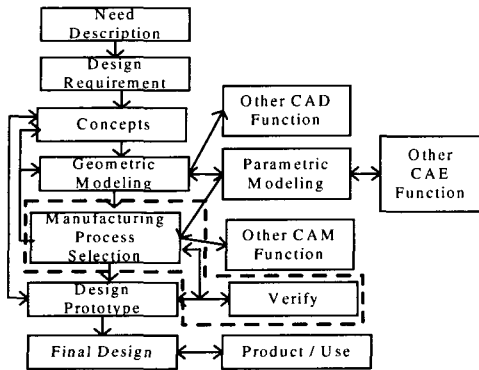 Need
Description
Design
Requirement
Concepts
Other CAD
Function
Geometric
Modeling
Parametric
Modeling
Other
CAE
Function
Manufacturing
Process
Selection
Other CAM
Function
Design
Prototype
Verify
Final Design
Product / Use